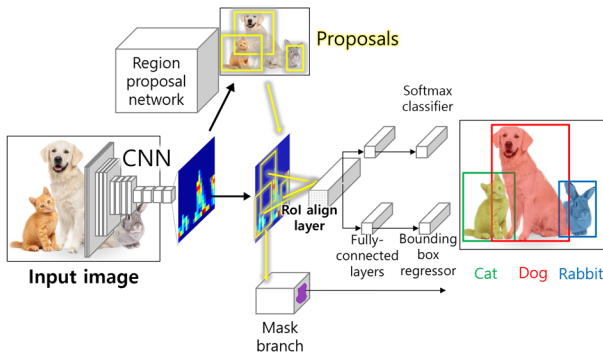 Proposals
Region
proposal
network
Softmax
classifier
CNN
RoI align
layer
Input image
Fully-
connected
layers
Bounding
box
regressor
Cat
Dog
Rabbit
Mask
branch